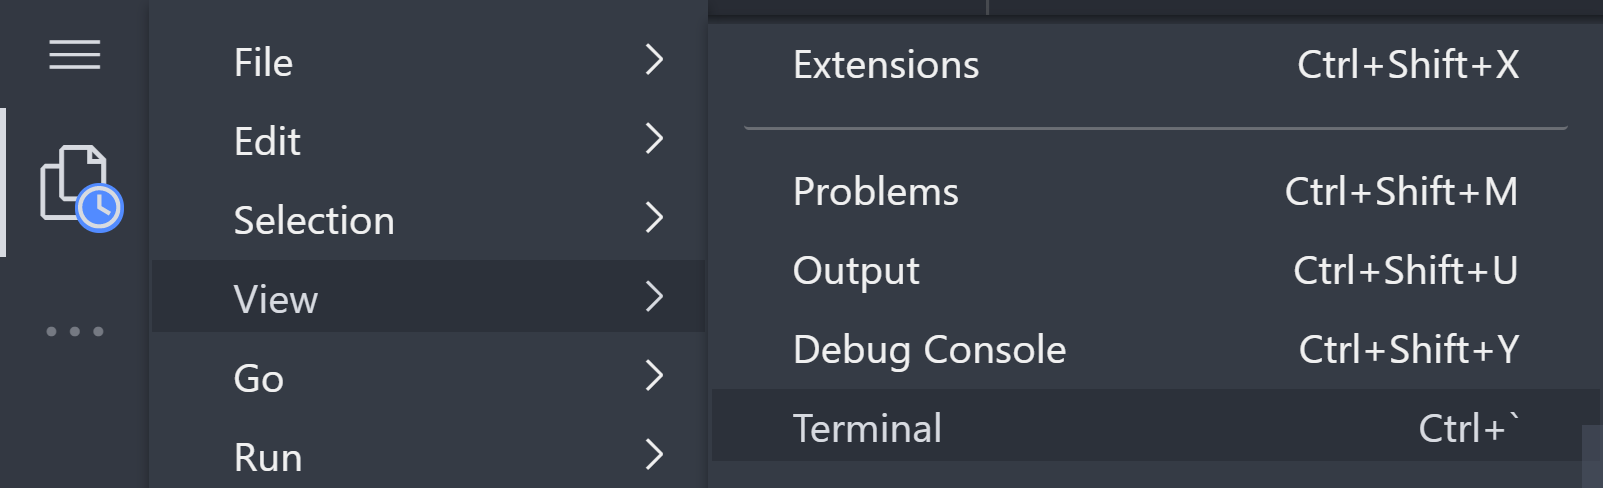 File
Edit
Selection
View
Go
Run
Extensions Ctrl+Shift+X
Problems Ctrl+Shift+M
Output Ctrl+Shift+U
Debug Console Ctrl+Shift+Y
Terminal Ctrl+`